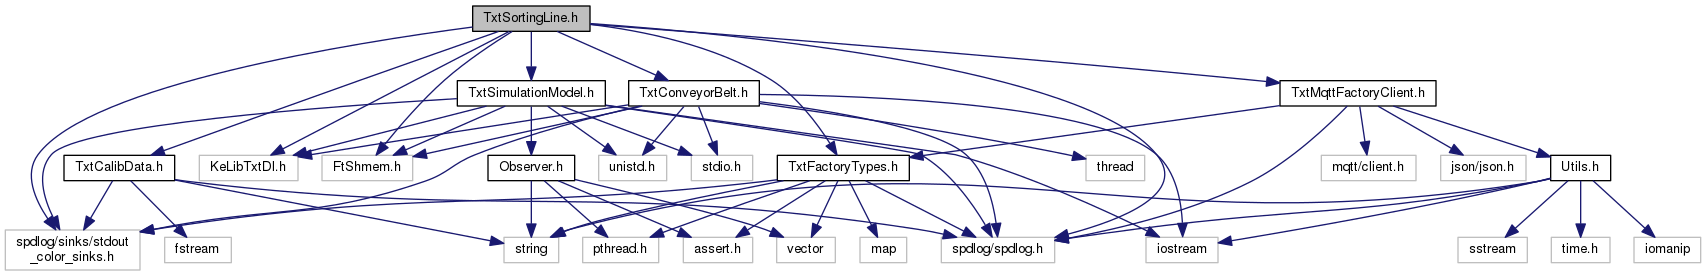 TxtSortingLine.h
TxtSimulationModel.h
TxtConveyorBelt.h
TxtMqttFactoryClient.h
TxtCalibData.h
KeLibTxtDl.h
FtShmem.h
Observer.h
unistd.h
stdio.h
TxtFactoryTypes.h
thread
mqtt/client.h
json/json.h
Utils.h
spdlog/sinks/stdout
_color_sinks.h
fstream
string
pthread.h
assert.h
vector
map
spdlog/spdlog.h
iostream
sstream
time.h
iomanip